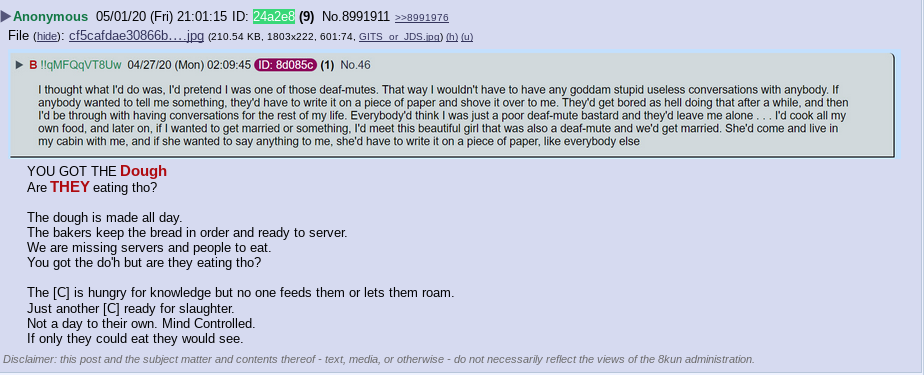 ▶Anonymous 05/01/20 (Fri) 21:01:15 ID: 24a2e8 (9) No.8991911 >>8991976
File (hide): cf5cafdae30866b….jpg (210.54 KB, 1803x222, 601:74, GITS_or_JDS.jpg) (h) (u)
▶ B !!qMFQqVT8Uw 04/27/20 (Mon) 02:09:45 ID: 8d085c (1) No.46
I thought what I'd do was, I'd pretend I was one of those deaf-mutes. That way I wouldn't have to have any goddam stupid useless conversations with anybody. If
anybody wanted to tell me something, they'd have to write it on a piece of paper and shove it over to me. They'd get bored as hell doing that after a while, and then
I'd be through with having conversations for the rest of my life. Everybody'd think I was just a poor deaf-mute bastard and they'd leave me alone . . . I'd cook all my
own food, and later on, if I wanted to get married or something, I'd meet this beautiful girl that was also a deaf-mute and we'd get married. She'd come and live in
my cabin with me, and if she wanted to say anything to me, she'd have to write it on a piece of paper, like everybody else
YOU GOT THE Dough
Are THEY eating tho?
The dough is made all day.
The bakers keep the bread in order and ready to server.
We are missing servers and people to eat.
You got the do'h but are they eating tho?
The [C] is hungry for knowledge but no one feeds them or lets them roam.
Just another [C] ready for slaughter.
Not a day to their own. Mind Controlled.
If only they could eat they would see.
Disclaimer: this post and the subject matter and contents thereof - text, media, or otherwise - do not necessarily reflect the views of the 8kun administration.